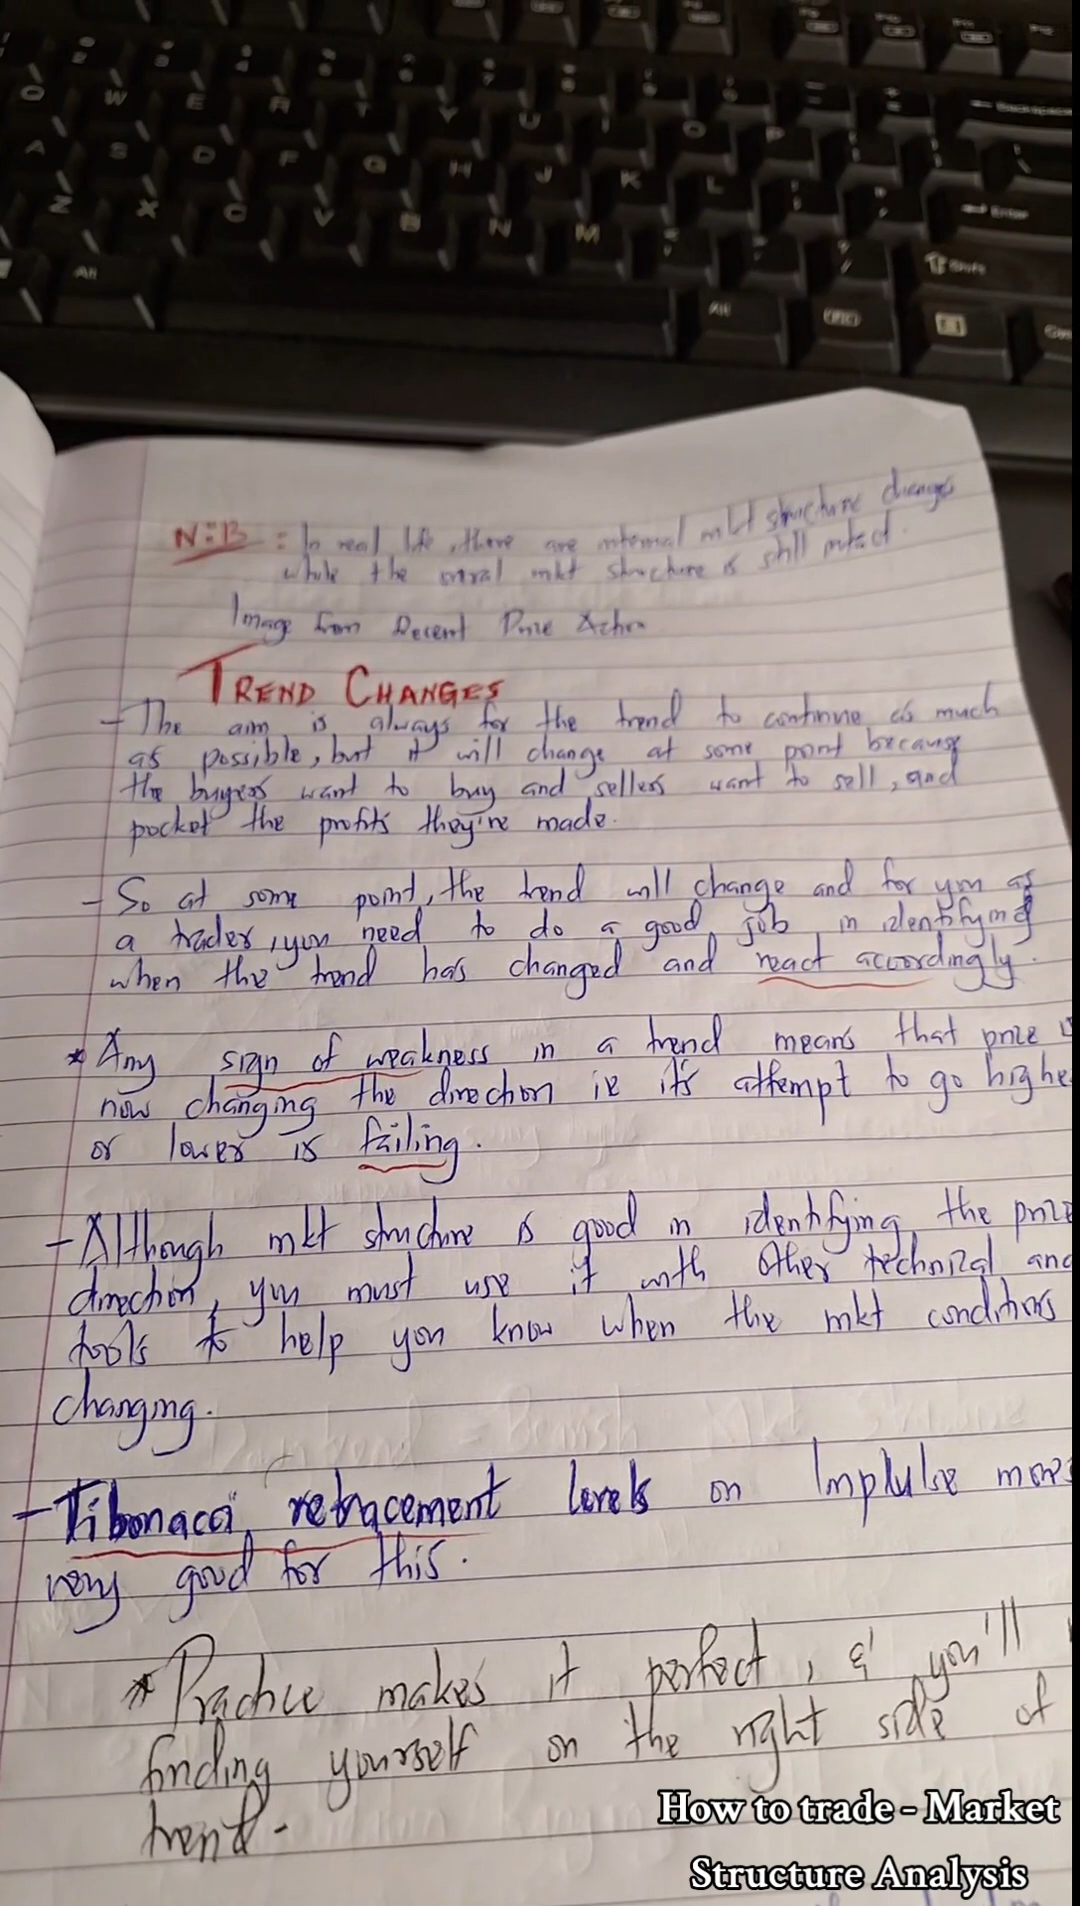 N:B = In real life, there are internal mkt structure changes
while the overal mkt structure is still intact.
Image from Recent Price Action
TREND CHANGES
- The aim is always for the trend to continue as much
as possible, but it will change at some point because
the buyers want to buy and sellers want to sell, and
pocket the profits they're made.
- So at some point, the trend will change and for you as
a trader, you need to do a good job in identifying
when the trend has changed and react accordingly.
* Any sign of weakness in a trend means that price is
now changing the direction ie it's attempt to go highe
or lower is failing.
- Although mkt structure is good in identifying the price
direction, you must use it with other technical and
tools to help you know when the mkt conditions
changing.
- Fibonacci retracement levels on Implulse moves
very good for this.
* Practice makes it perfect, & you'll
finding yourself on the right side of
trend.
How to trade - Market
Structure Analysis